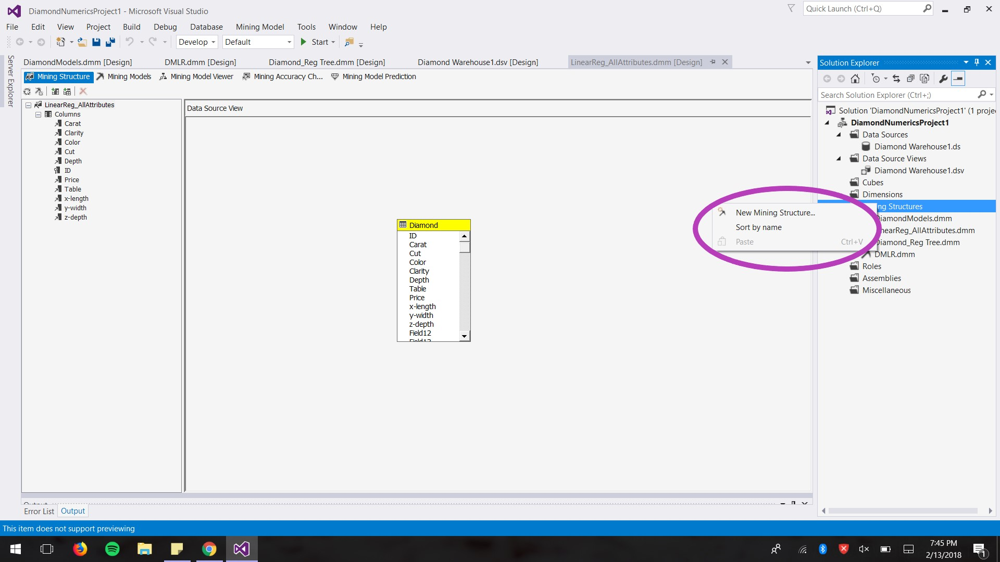 DiamondNumericsProject1 - Microsoft Visual Studio
Quick Launch (Ctrl+Q)
File Edit View Project Build Debug Database Mining Model Tools Window Help
Develop Default Start
Server Explorer
DiamondModels.dmm [Design] DMLR.dmm [Design] Diamond_Reg Tree.dmm [Design] Diamond Warehouse1.dsv [Design] LinearReg_AllAttributes.dmm [Design]
Mining Structure Mining Models Mining Model Viewer Mining Accuracy Ch... Mining Model Prediction
LinearReg_AllAttributes
Columns
Carat
Clarity
Color
Cut
Depth
ID
Price
Table
x-length
y-width
z-depth
Data Source View
Diamond
ID
Carat
Cut
Color
Clarity
Depth
Table
Price
x-length
y-width
z-depth
Field12
Field13
New Mining Structure...
Sort by name
Paste Ctrl+V
Solution Explorer
Search Solution Explorer (Ctrl+;)
Solution 'DiamondNumericsProject1' (1 proje
DiamondNumericsProject1
Data Sources
Diamond Warehouse1.ds
Data Source Views
Diamond Warehouse1.dsv
Cubes
Dimensions
ng Structures
DiamondModels.dmm
nearReg_AllAttributes.dmm
Diamond_Reg Tree.dmm
DMLR.dmm
Roles
Assemblies
Miscellaneous
Output
Error List Output
This item does not support previewing
7:45 PM
2/13/2018
1